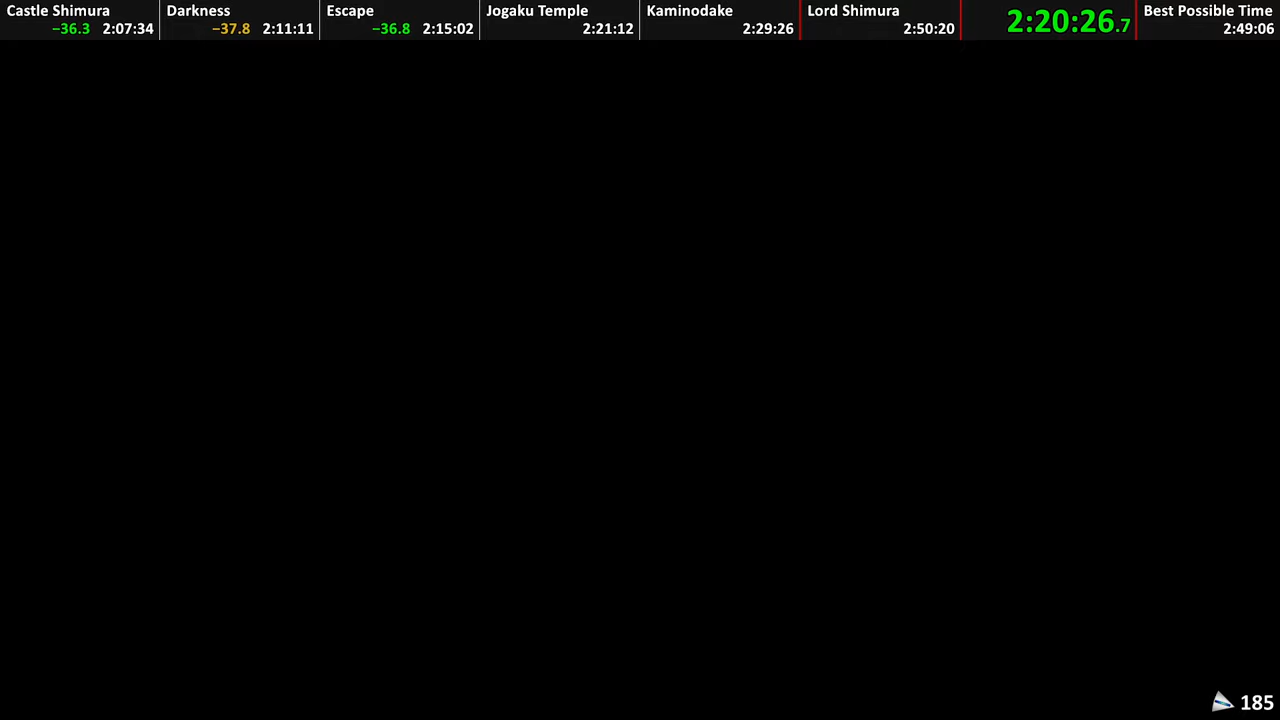 Castle Shimura
−36.3 2:07:34
Darkness
−37.8 2:11:11
Escape
−36.8 2:15:02
Jogaku Temple
2:21:12
Kaminodake
2:29:26
Lord Shimura
2:50:20
2:20:26.7
Best Possible Time
2:49:06
185